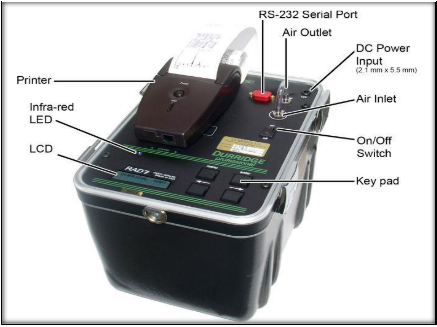 RS-232 Serial Port
Air Outlet
DC Power
Input
(2.1 mm x 5.5 mm)
Printer
Air Inlet
Infra-red
LED
On/Off
Switch
LCD
Key pad
DURRIDGE
RAD7